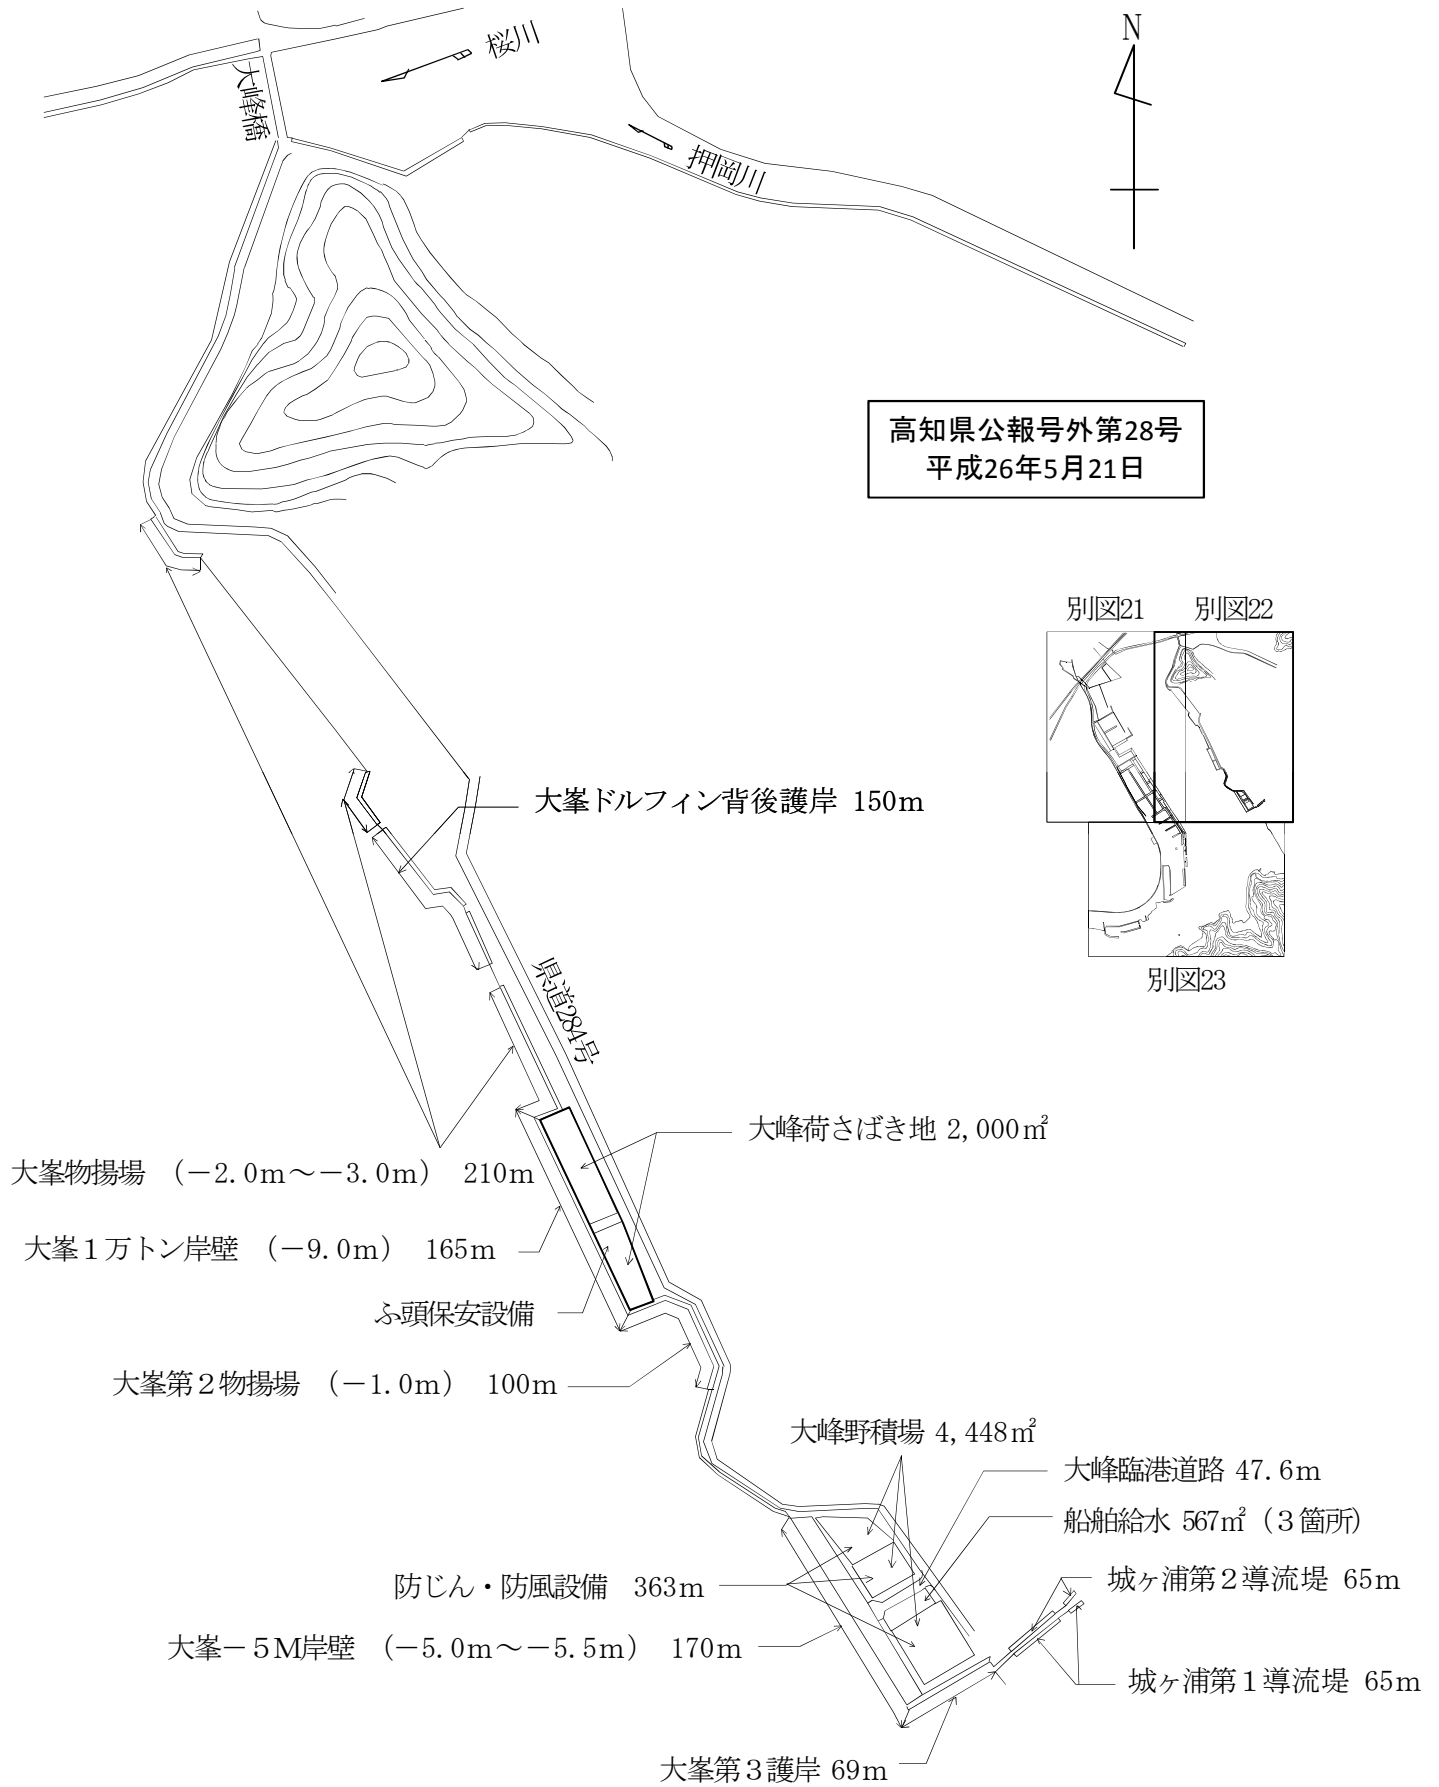 N
桜川
大峰橋
押岡川
高知県公報号外第28号
平成26年5月21日
別図21
別図22
別図23
大峯ドルフィン背後護岸 150m
県道284号
大峰荷さばき地 2,000㎡
大峯物揚場 （－2.0m～－3.0m） 210m
大峯１万トン岸壁 （－9.0m） 165m
ふ頭保安設備
大峯第２物揚場 （－1.0m） 100m
大峰野積場 4,448㎡
大峰臨港道路 47.6m
船舶給水 567㎡（３箇所）
防じん・防風設備 363m
城ヶ浦第２導流堤 65m
大峯－５M岸壁 （－5.0m～－5.5m） 170m
城ヶ浦第１導流堤 65m
大峯第３護岸 69m